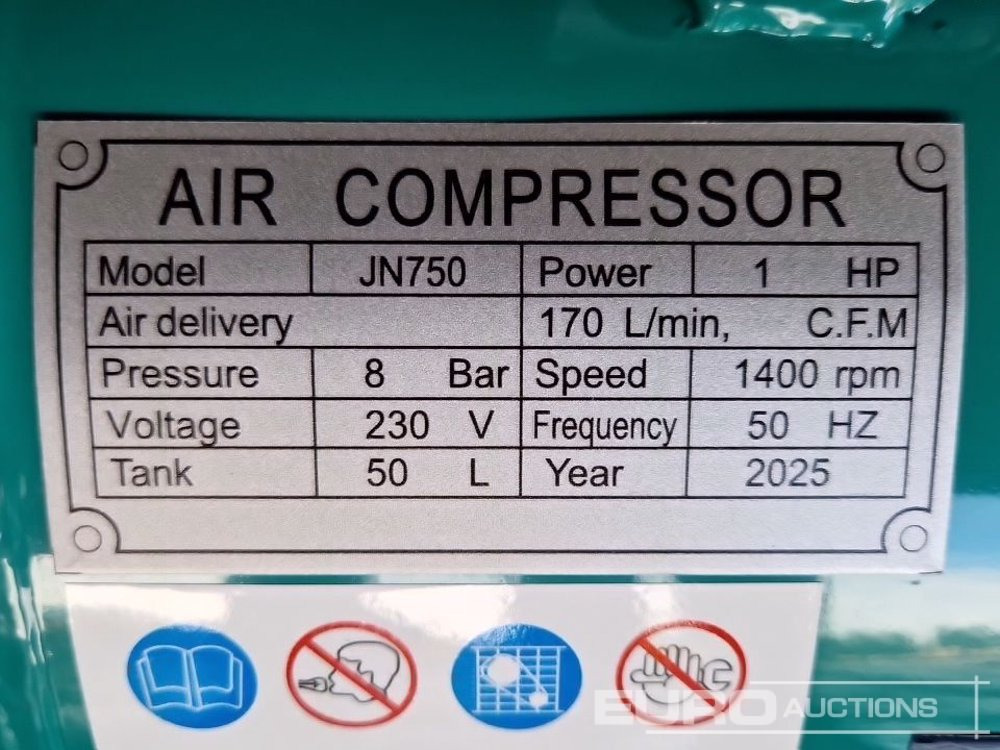 AIR COMPRESSOR
Model JN750 Power 1 HP
Air delivery 170 L/min, C.F.M
Pressure 8 Bar Speed 1400 rpm
Voltage 230 V Frequency 50 HZ
Tank 50 L Year 2025
EURO AUCTIONS